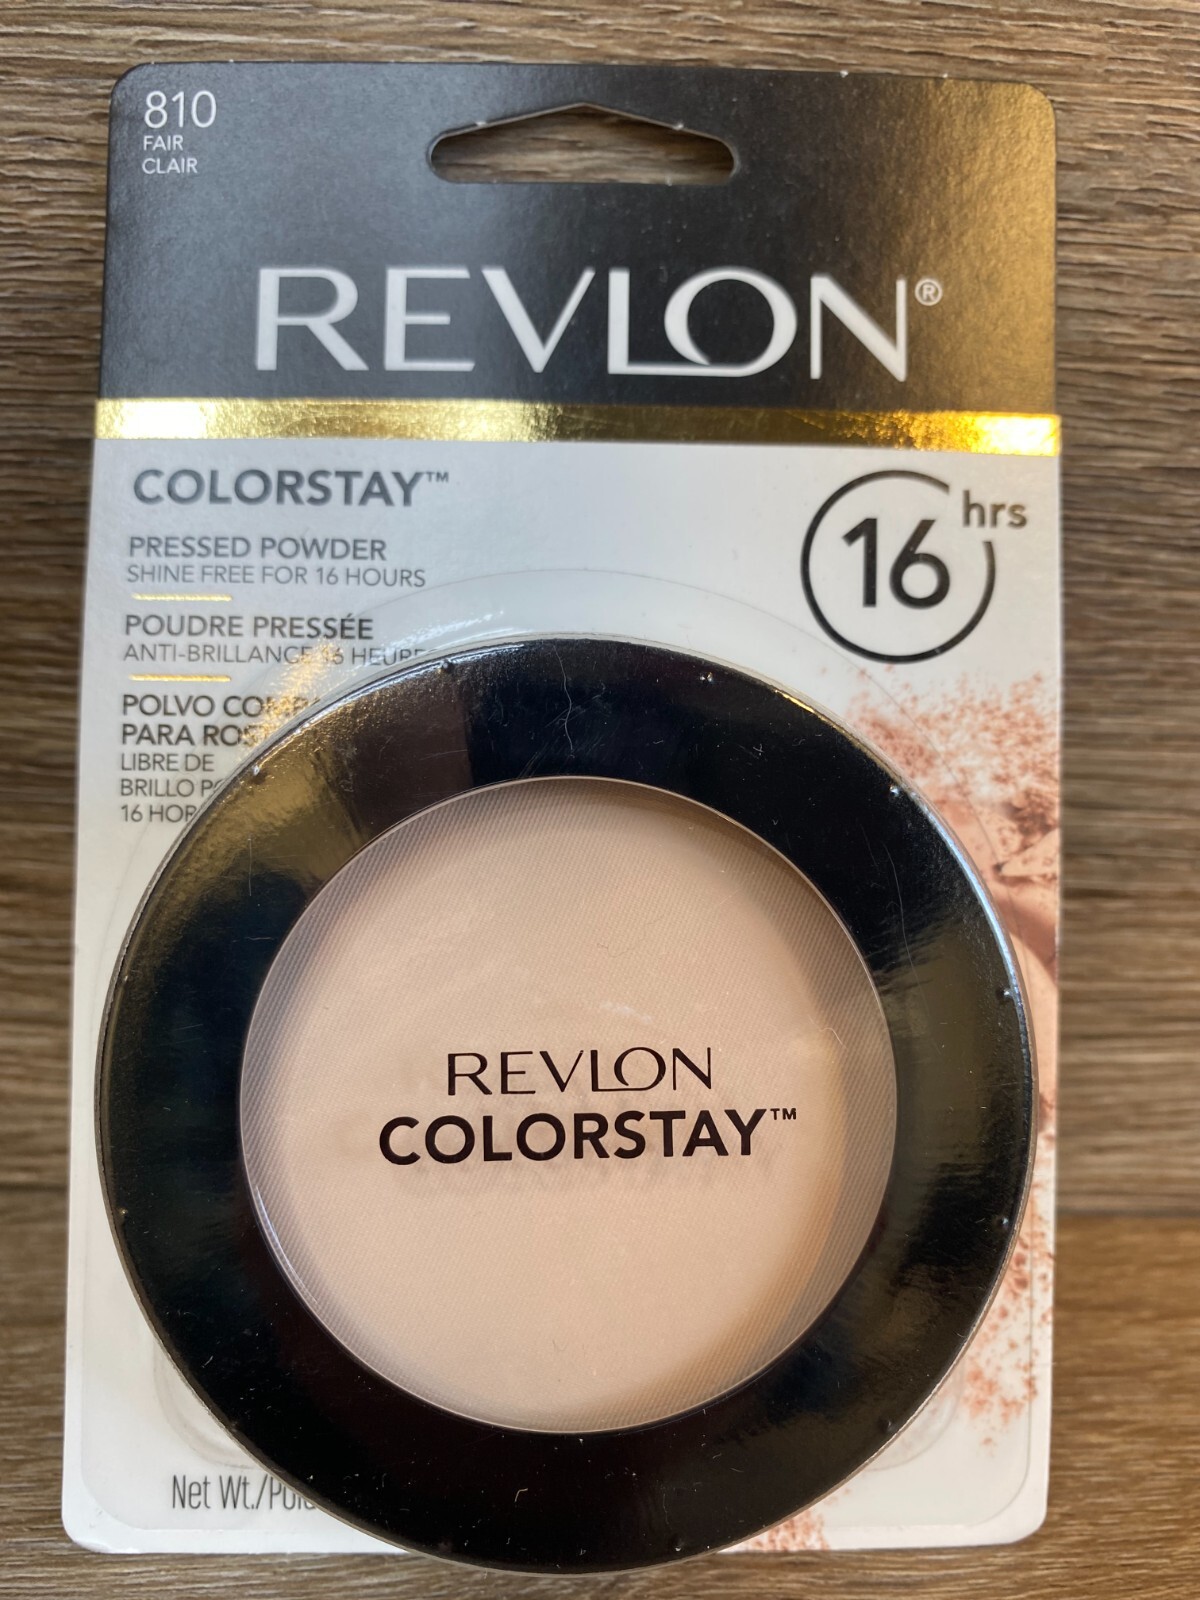 810
FAIR
CLAIR
REVLON®
COLORSTAY™
PRESSED POWDER
SHINE FREE FOR 16 HOURS
POUDRE PRESSÉE
ANTI-BRILLANCE 16
POLVO
PARA
LIBRE DE
BRILLO
16
16 hrs
REVLON
COLORSTAY™
Net Wt.